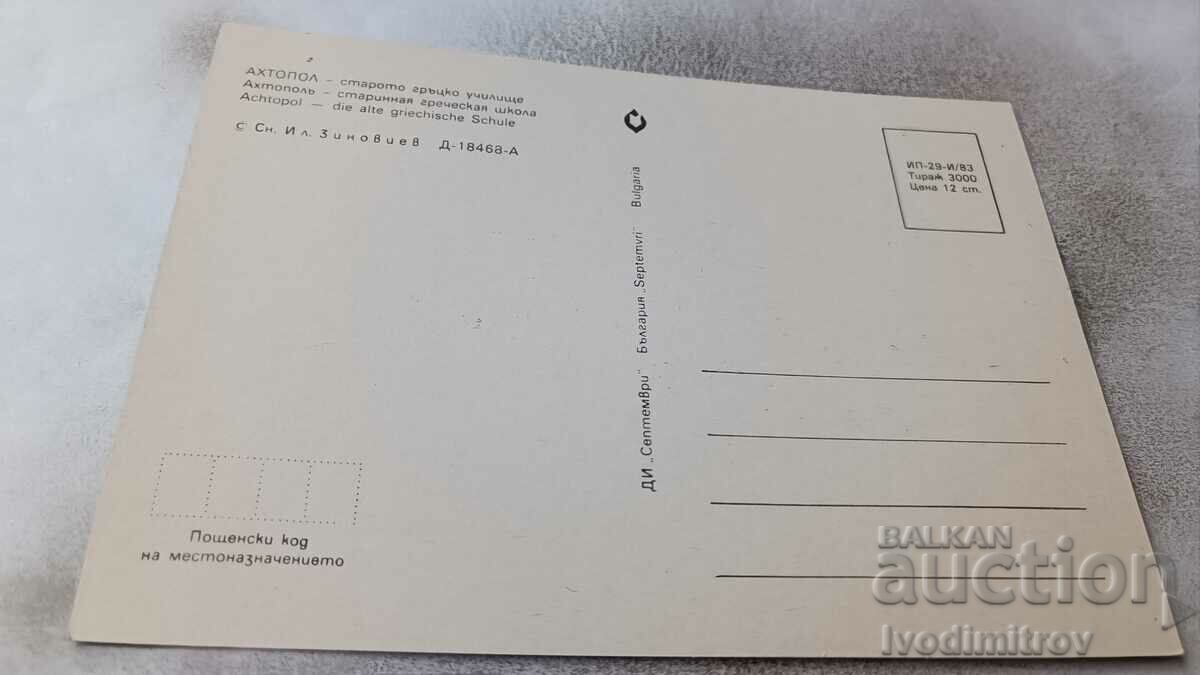 2
АХТОПОЛ – старото гръцко училище
Ахтополь – старинная греческая школа
Achtopol — die alte griechische Schule
С Сн. Ил. Зиновиев Д-18468-А
ДИ „Септември" България „Septemvri" Bulgaria
ИП-29-И/83
Тираж 3000
Цена 12 ст.
Пощенски код
на местоназначението
BALKAN
auction
Ivodimitrov